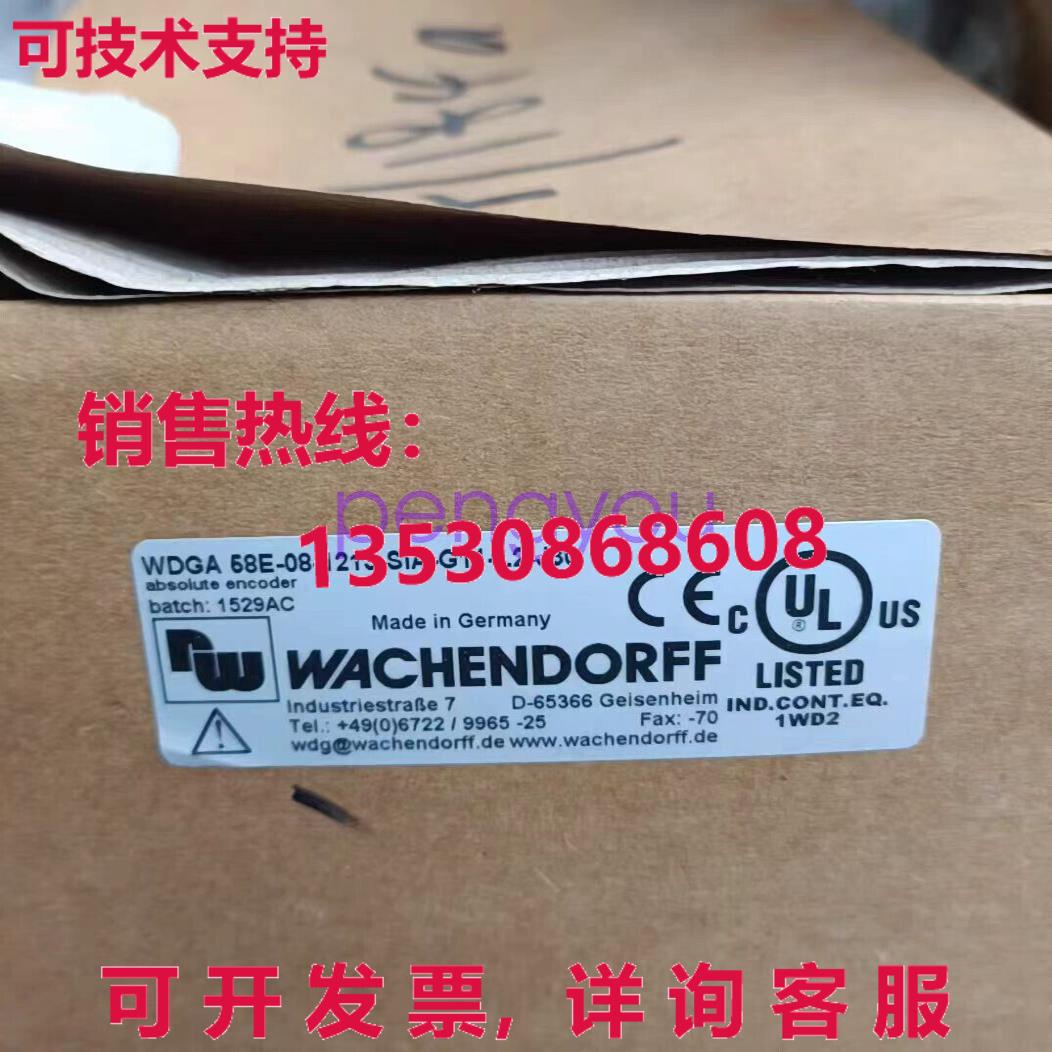 可技术支持
销售热线：
pengyou
13530868608
WDGA 58E-08-
absolute encoder
batch: 1529AC
Made in Germany
CE
C UL ® US
WACHENDORFF
LISTED
Industriestraße 7 D-65366 Geisenheim
IND.CONT.EQ.
Tel.: +49(0)6722 / 9965 -25 Fax: -70
1WD2
wdg@wachendorff.de www.wachendorff.de
可开发票, 详询客服